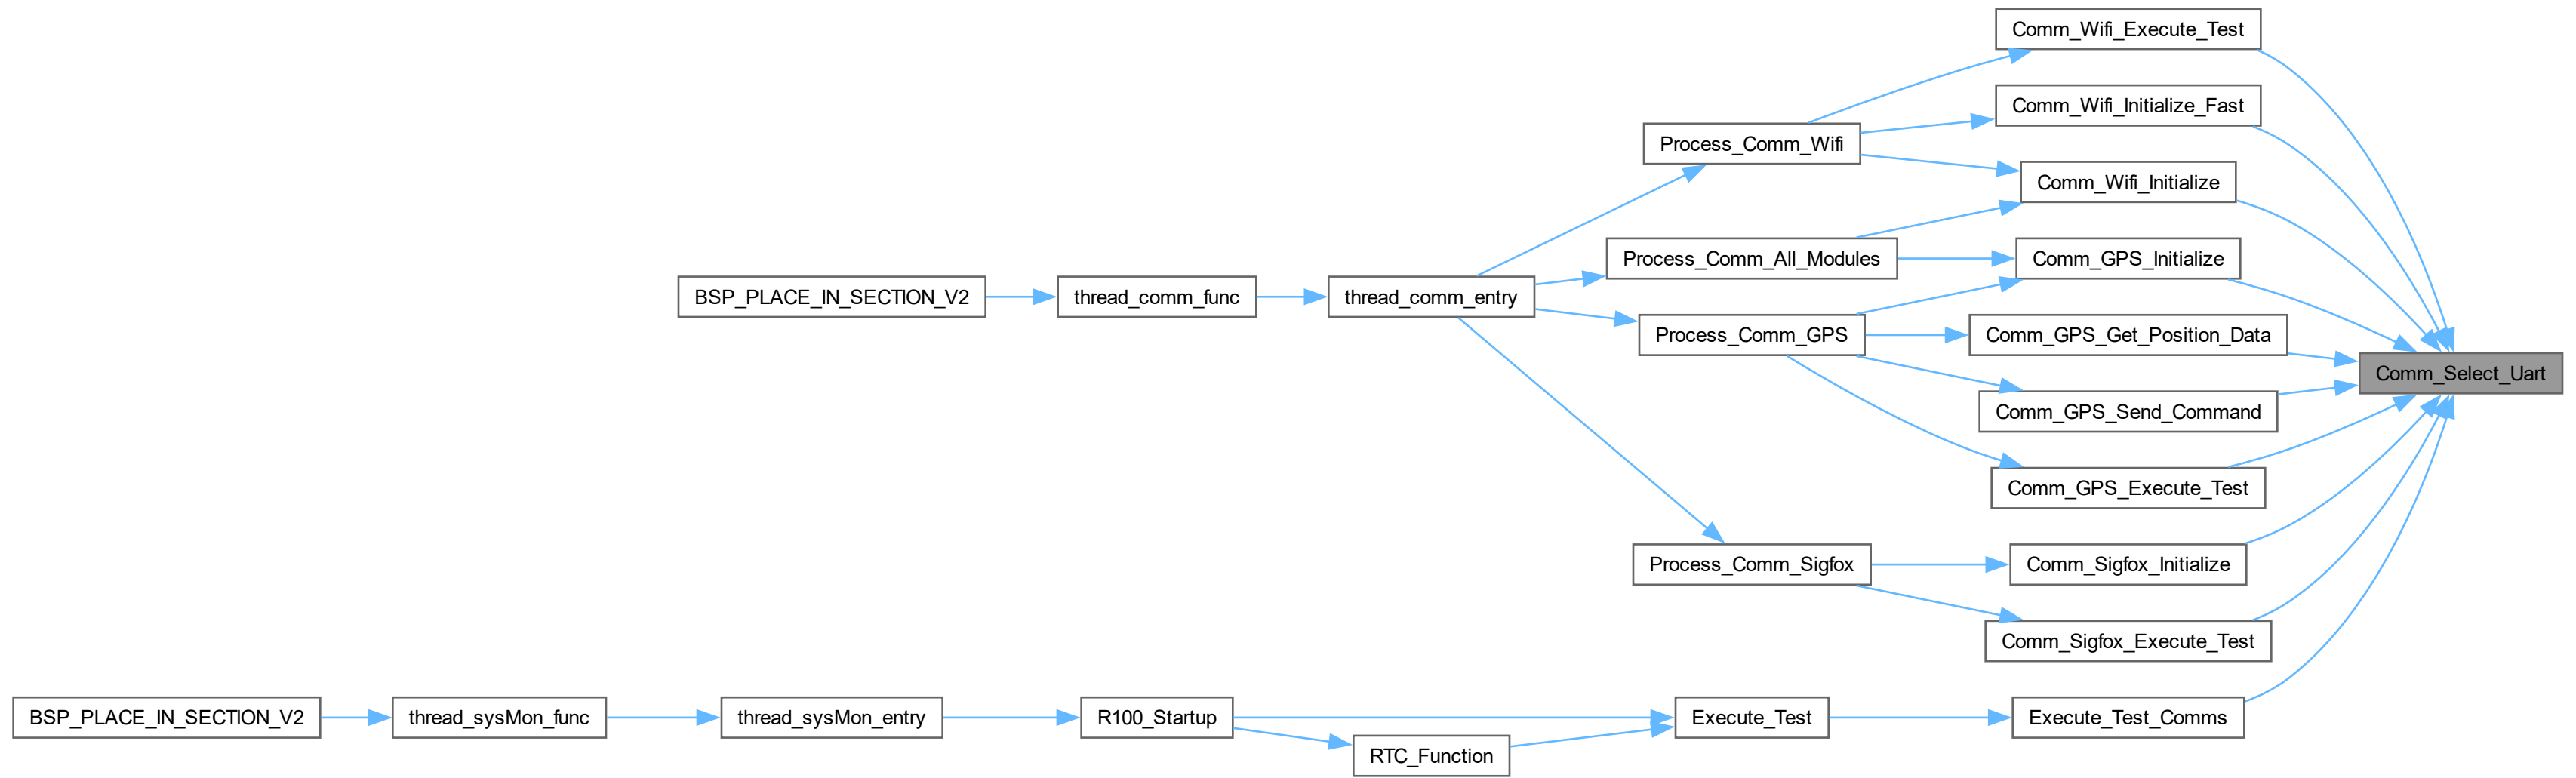 Comm_Wifi_Execute_Test
Comm_Wifi_Initialize_Fast
Process_Comm_Wifi
Comm_Wifi_Initialize
Process_Comm_All_Modules
Comm_GPS_Initialize
BSP_PLACE_IN_SECTION_V2
thread_comm_func
thread_comm_entry
Process_Comm_GPS
Comm_GPS_Get_Position_Data
Comm_Select_Uart
Comm_GPS_Send_Command
Comm_GPS_Execute_Test
Process_Comm_Sigfox
Comm_Sigfox_Initialize
Comm_Sigfox_Execute_Test
BSP_PLACE_IN_SECTION_V2
thread_sysMon_func
thread_sysMon_entry
R100_Startup
Execute_Test
Execute_Test_Comms
RTC_Function